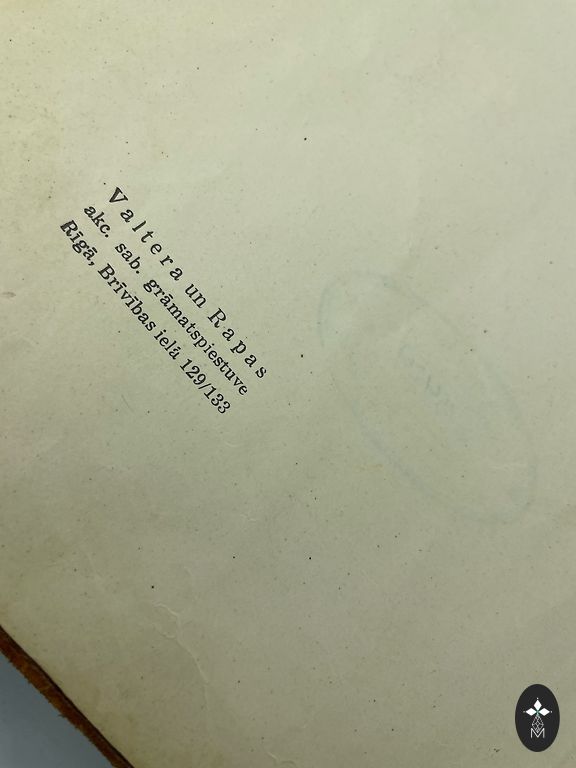 Valtera un Rapas
akc. sab. grāmatspiestuve
Rīgā, Brīvības ielā 129/133
M